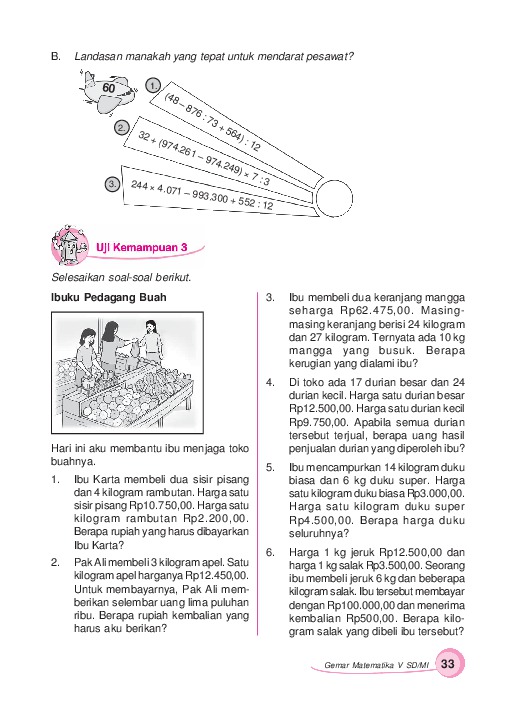 B. Landasan manakah yang tepat untuk mendarat pesawat?
60
1.
(48 – 876 : 73 + 564) : 12
2.
32 + (974.261 – 974.249) × 7 : 3
3.
244 × 4.071 – 993.300 + 552 : 12
Uji Kemampuan 3
Selesaikan soal-soal berikut.
Ibuku Pedagang Buah
Hari ini aku membantu ibu menjaga toko
buahnya.
1. Ibu Karta membeli dua sisir pisang
dan 4 kilogram rambutan. Harga satu
sisir pisang Rp10.750,00. Harga satu
kilogram rambutan Rp2.200,00.
Berapa rupiah yang harus dibayarkan
Ibu Karta?
2. Pak Ali membeli 3 kilogram apel. Satu
kilogram apel harganya Rp12.450,00.
Untuk membayarnya, Pak Ali mem-
berikan selembar uang lima puluhan
ribu. Berapa rupiah kembalian yang
harus aku berikan?
3. Ibu membeli dua keranjang mangga
seharga Rp62.475,00. Masing-
masing keranjang berisi 24 kilogram
dan 27 kilogram. Ternyata ada 10 kg
mangga yang busuk. Berapa
kerugian yang dialami ibu?
4. Di toko ada 17 durian besar dan 24
durian kecil. Harga satu durian besar
Rp12.500,00. Harga satu durian kecil
Rp9.750,00. Apabila semua durian
tersebut terjual, berapa uang hasil
penjualan durian yang diperoleh ibu?
5. Ibu mencampurkan 14 kilogram duku
biasa dan 6 kg duku super. Harga
satu kilogram duku biasa Rp3.000,00.
Harga satu kilogram duku super
Rp4.500,00. Berapa harga duku
seluruhnya?
6. Harga 1 kg jeruk Rp12.500,00 dan
harga 1 kg salak Rp3.500,00. Seorang
ibu membeli jeruk 6 kg dan beberapa
kilogram salak. Ibu tersebut membayar
dengan Rp100.000,00 dan menerima
kembalian Rp500,00. Berapa kilo-
gram salak yang dibeli ibu tersebut?
Gemar Matematika V SD/MI 33